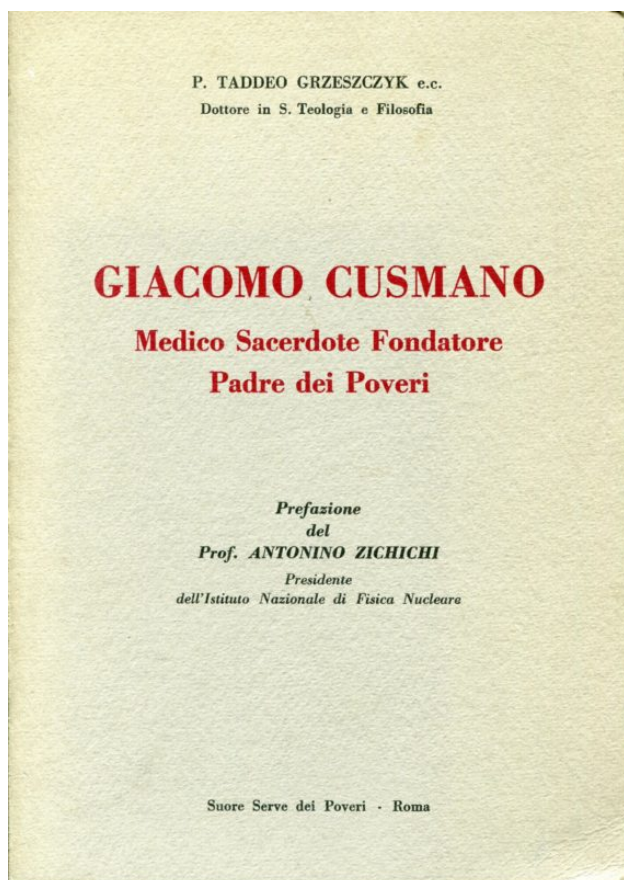 P. TADDEO GRZESZCZYK e.c.
Dottore in S. Teologia e Filosofia
GIACOMO CUSMANO
Medico Sacerdote Fondatore
Padre dei Poveri
Prefazione
del
Prof. ANTONINO ZICHICHI
Presidente
dell'Istituto Nazionale di Fisica Nucleare
Suore Serve dei Poveri - Roma